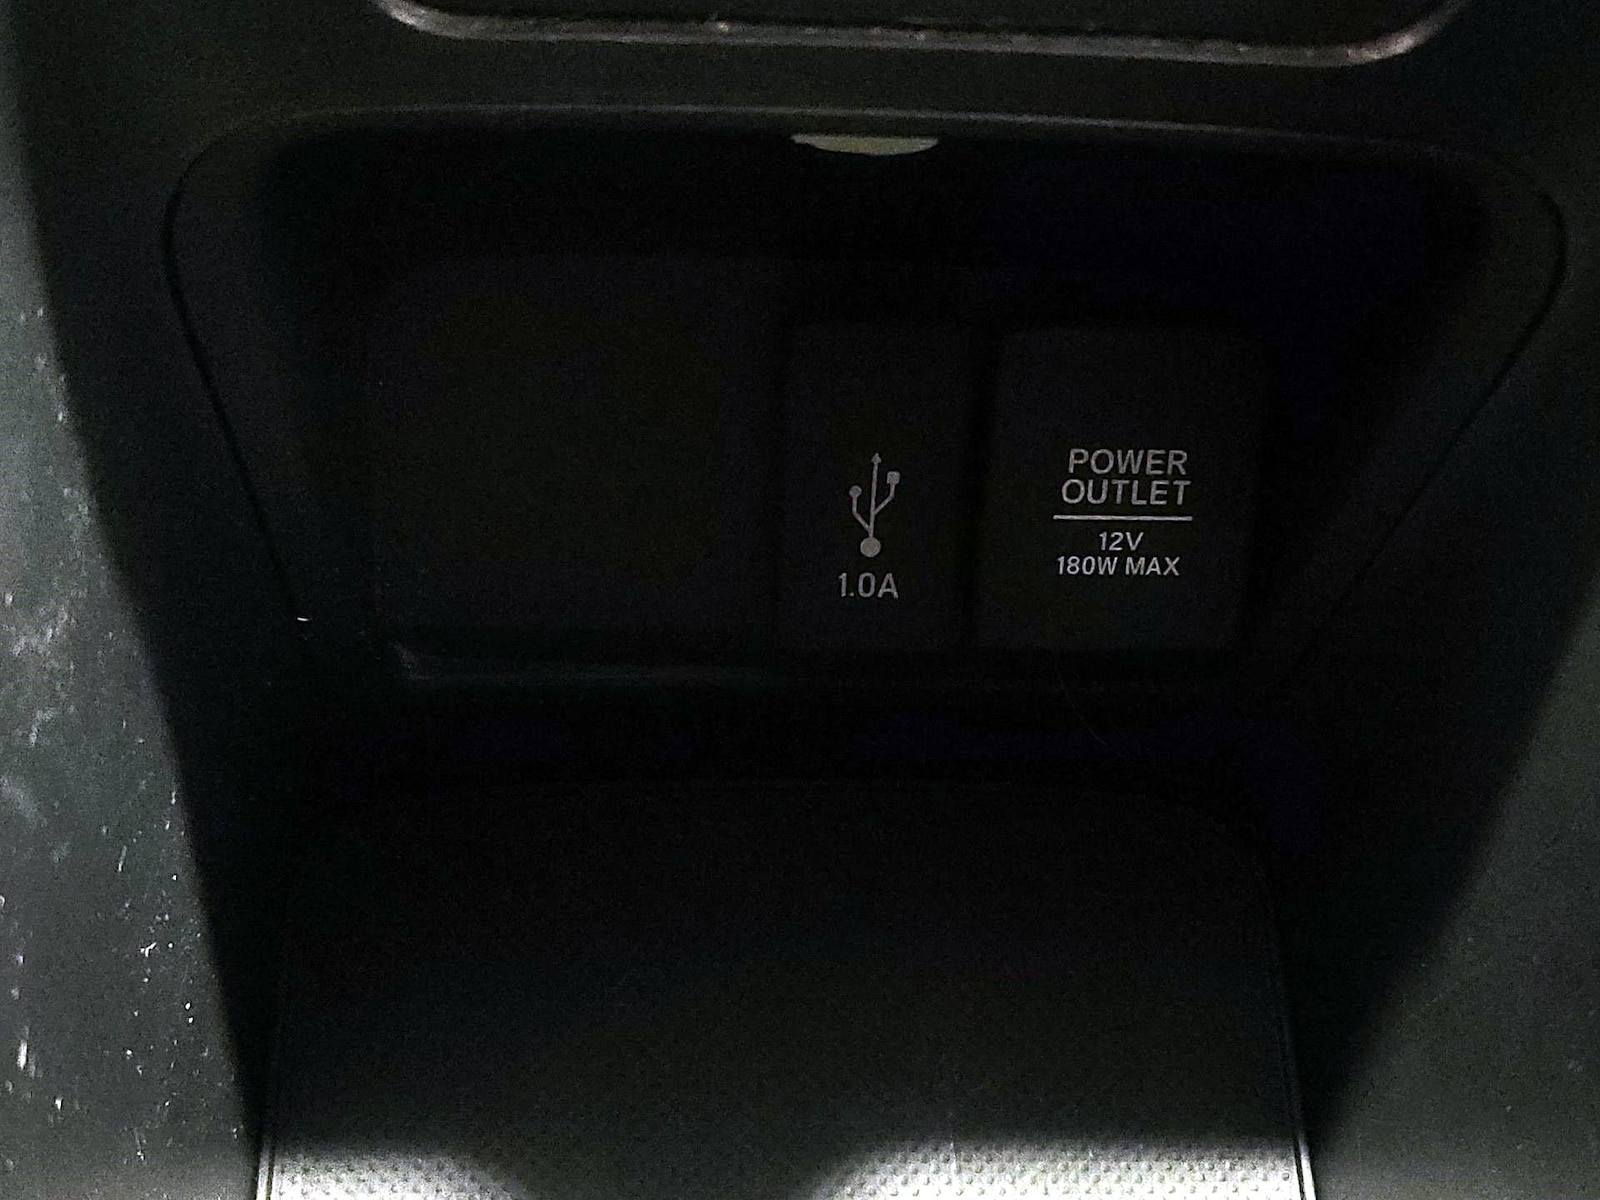 1.0A
POWER
OUTLET
12V
180W MAX